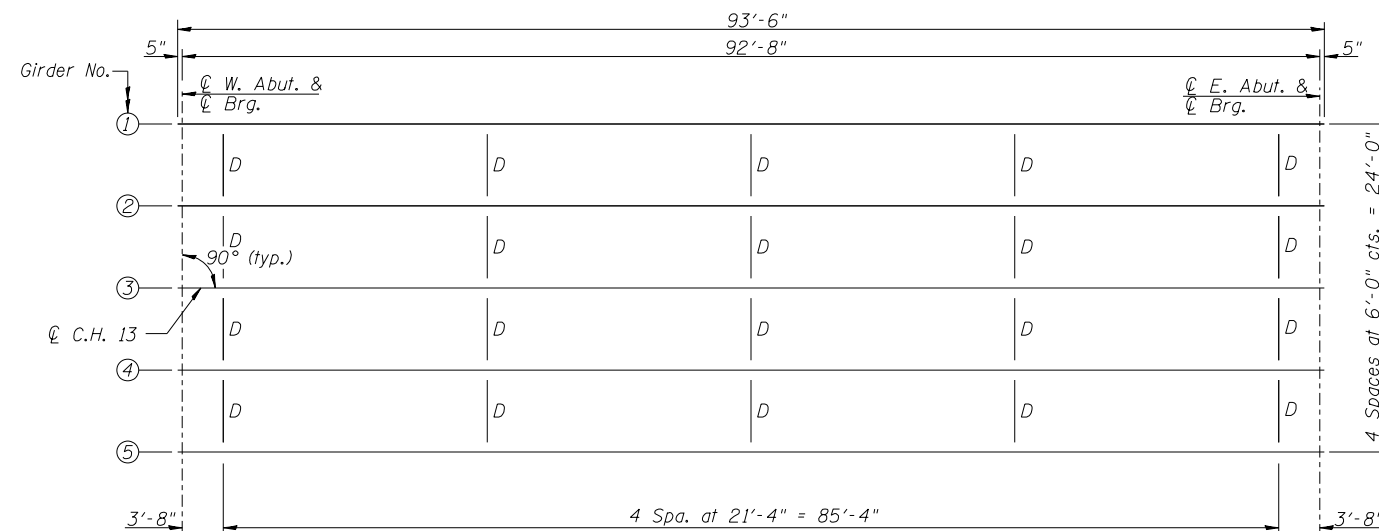 93'-6"
5" 92'-8" 5"
Girder No.
℄ W. Abut. &
℄ Brg.
℄ E. Abut. &
℄ Brg.
1
D D D D D
2
D D D D D
90° (typ.)
3
℄ C.H. 13
D D D D D
4
D D D D D
5
4 Spaces at 6'-0" cts. = 24'-0"
3'-8" 4 Spa. at 21'-4" = 85'-4" 3'-8"